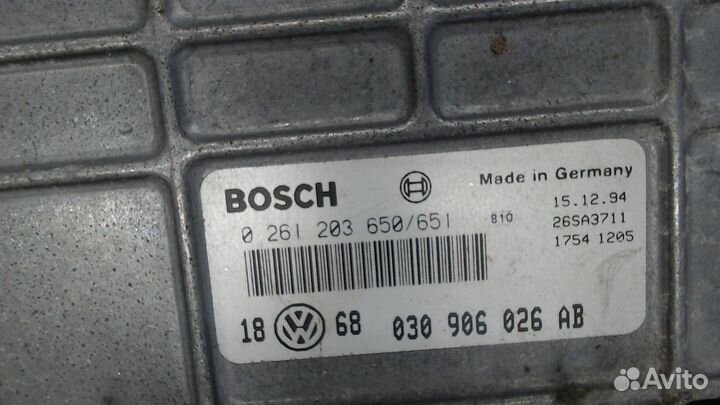 BOSCH
Made in Germany
0 261 203 650/651
810
15.12.94
26SA3711
1754 1205
18 VW 68 030 906 026 AB
Avito